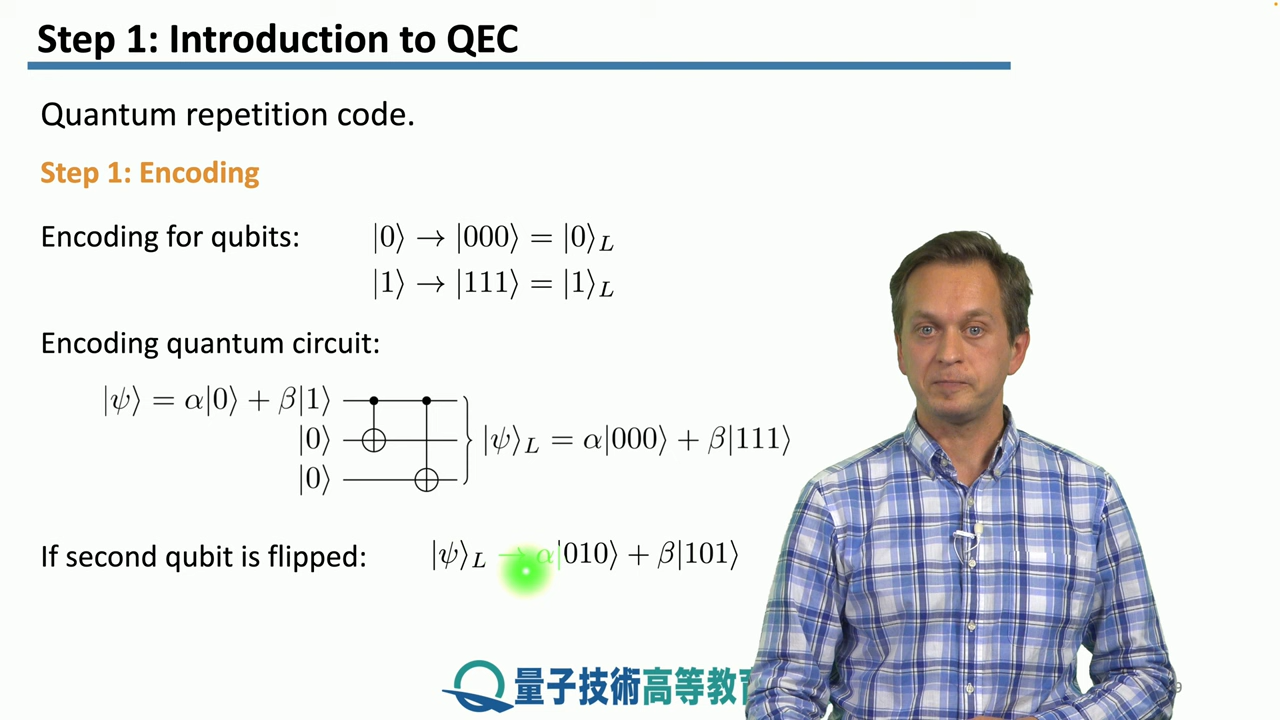 Step 1: Introduction to QEC
Quantum repetition code.
Step 1: Encoding
Encoding for qubits: |0⟩ → |000⟩ = |0⟩_L
|1⟩ → |111⟩ = |1⟩_L
Encoding quantum circuit:
|ψ⟩ = α|0⟩ + β|1⟩
|0⟩ |ψ⟩_L = α|000⟩ + β|111⟩
|0⟩
If second qubit is flipped: |ψ⟩_L → α|010⟩ + β|101⟩
量子技術高等教育
9